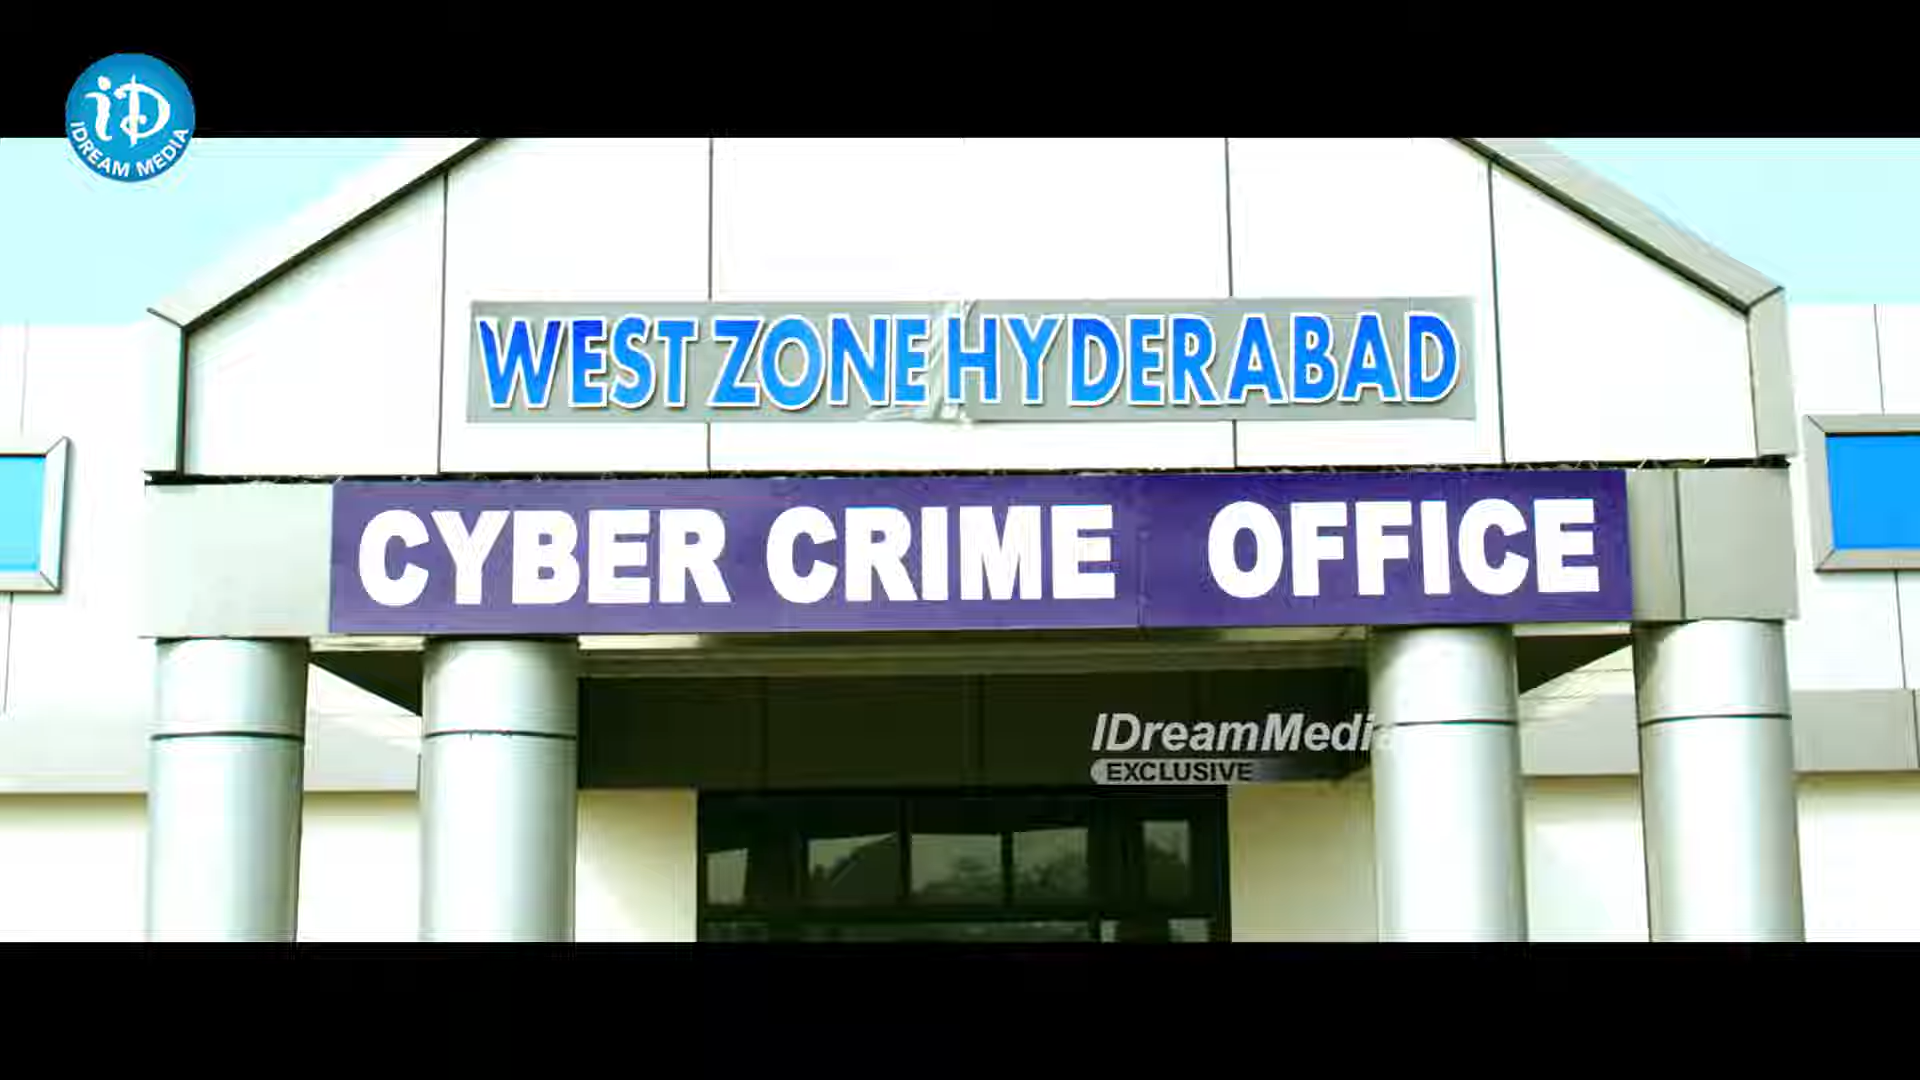 iD
IDREAM MEDIA
WEST ZONE HYDERABAD
CYBER CRIME OFFICE
IDreamMedia
EXCLUSIVE